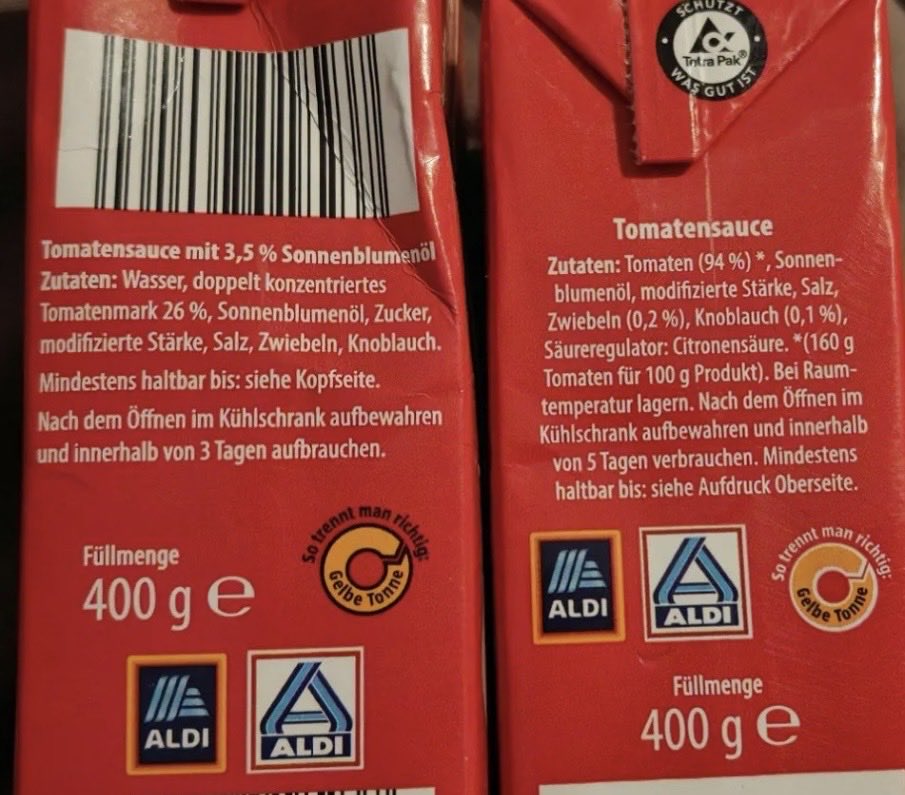 Tomatensauce mit 3,5 % Sonnenblumenöl
Zutaten: Wasser, doppelt konzentriertes
Tomatenmark 26 %, Sonnenblumenöl, Zucker,
modifizierte Stärke, Salz, Zwiebeln, Knoblauch.
Mindestens haltbar bis: siehe Kopfseite.
Nach dem Öffnen im Kühlschrank aufbewahren
und innerhalb von 3 Tagen aufbrauchen.
Füllmenge
400 g e
So trennt man richtig:
Gelbe Tonne
ALDI
ALDI
SCHÜTZT
Tetra Pak®
WAS GUT IST
Tomatensauce
Zutaten: Tomaten (94 %)*, Sonnen-
blumenöl, modifizierte Stärke, Salz,
Zwiebeln (0,2 %), Knoblauch (0,1 %),
Säureregulator: Citronensäure. *(160 g
Tomaten für 100 g Produkt). Bei Raum-
temperatur lagern. Nach dem Öffnen im
Kühlschrank aufbewahren und innerhalb
von 5 Tagen verbrauchen. Mindestens
haltbar bis: siehe Aufdruck Oberseite.
ALDI
ALDI
So trennt man richtig:
Gelbe Tonne
Füllmenge
400 g e